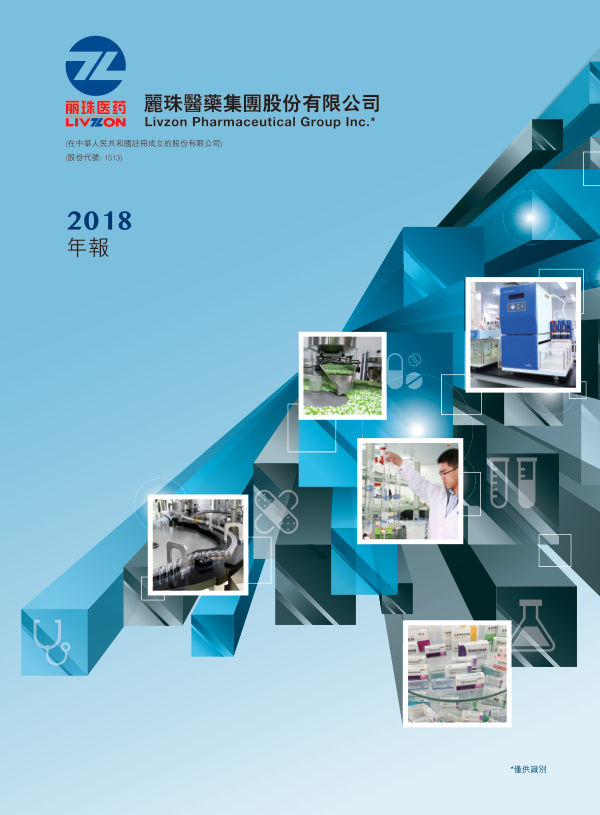 丽珠医药
LIVZON
麗珠醫藥集團股份有限公司
Livzon Pharmaceutical Group Inc.*
(在中華人民共和國註冊成立的股份有限公司)
(股份代號: 1513)
2018
年報
*僅供識別